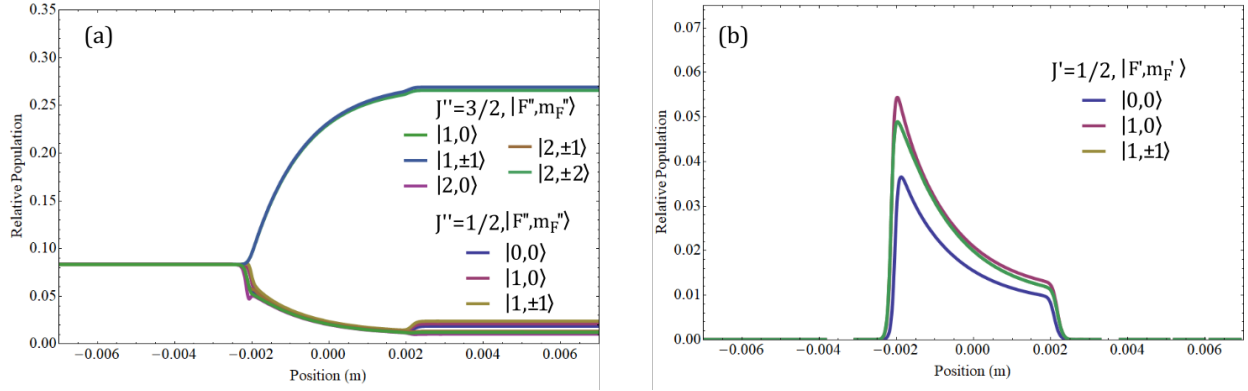 (a)
0.35
0.30
0.25
0.20
0.15
0.10
0.05
0.00
Relative Population
J''=3/2, |F'',mF''⟩
|1,0⟩
|1,±1⟩ |2,±1⟩
|2,0⟩ |2,±2⟩
J''=1/2, |F'',mF''⟩
|0,0⟩
|1,0⟩
|1,±1⟩
−0.006 −0.004 −0.002 0.000 0.002 0.004 0.006
Position (m)
(b)
0.07
0.06
0.05
0.04
0.03
0.02
0.01
0.00
Relative Population
J'=1/2, |F',mF'⟩
|0,0⟩
|1,0⟩
|1,±1⟩
−0.006 −0.004 −0.002 0.000 0.002 0.004 0.006
Position (m)